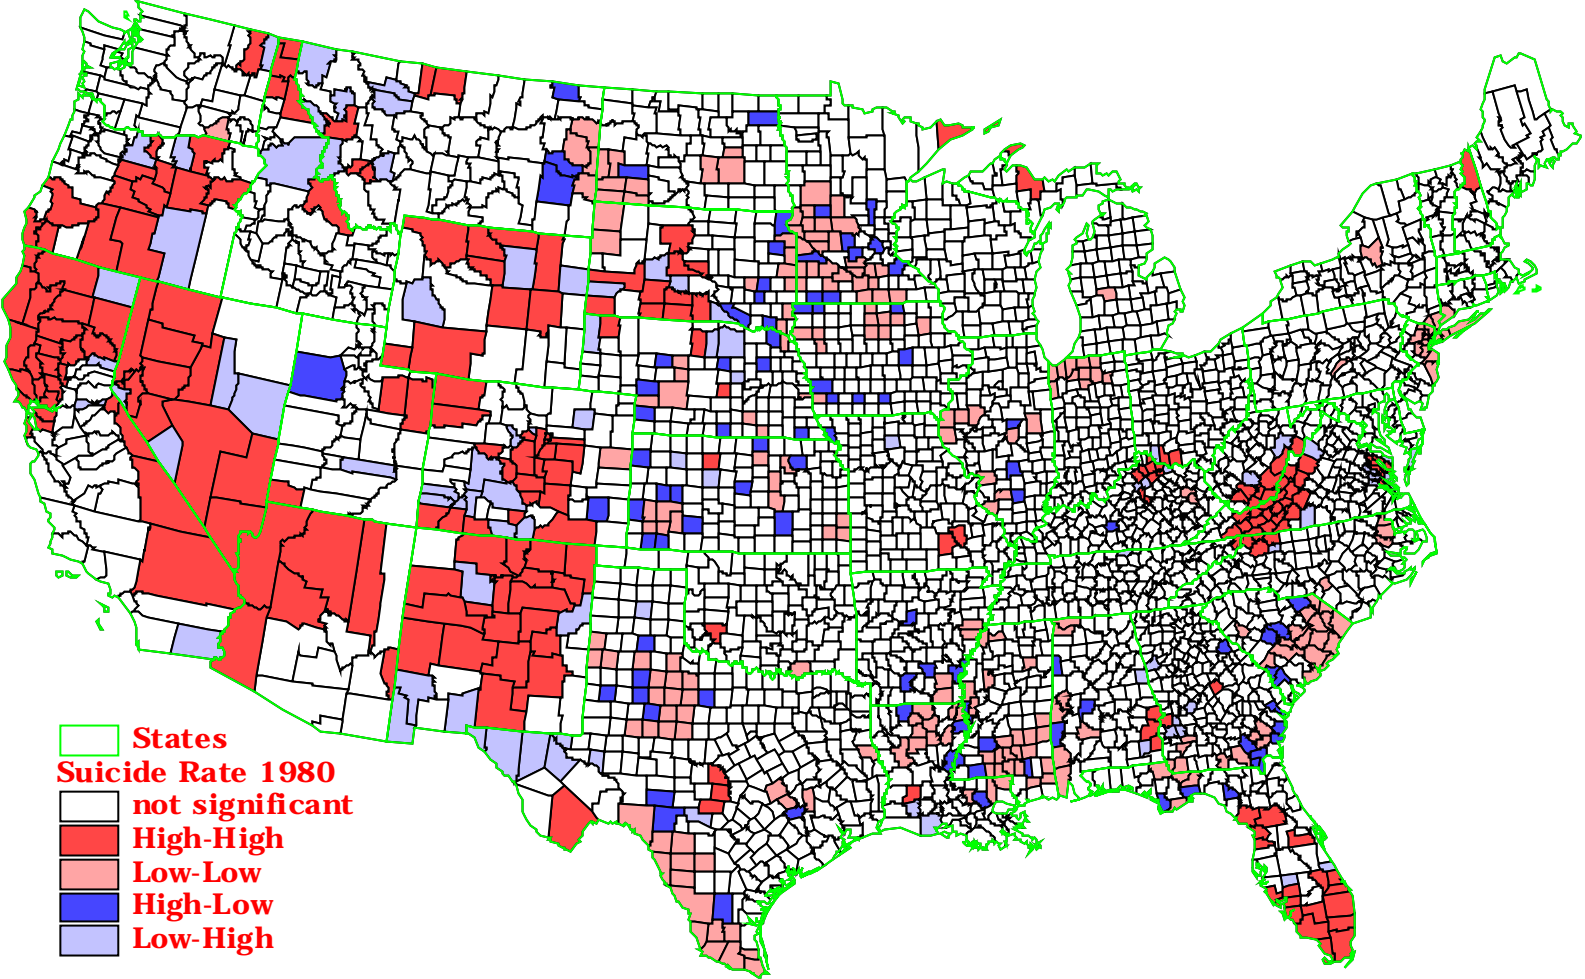 States
Suicide Rate 1980
not significant
High-High
Low-Low
High-Low
Low-High